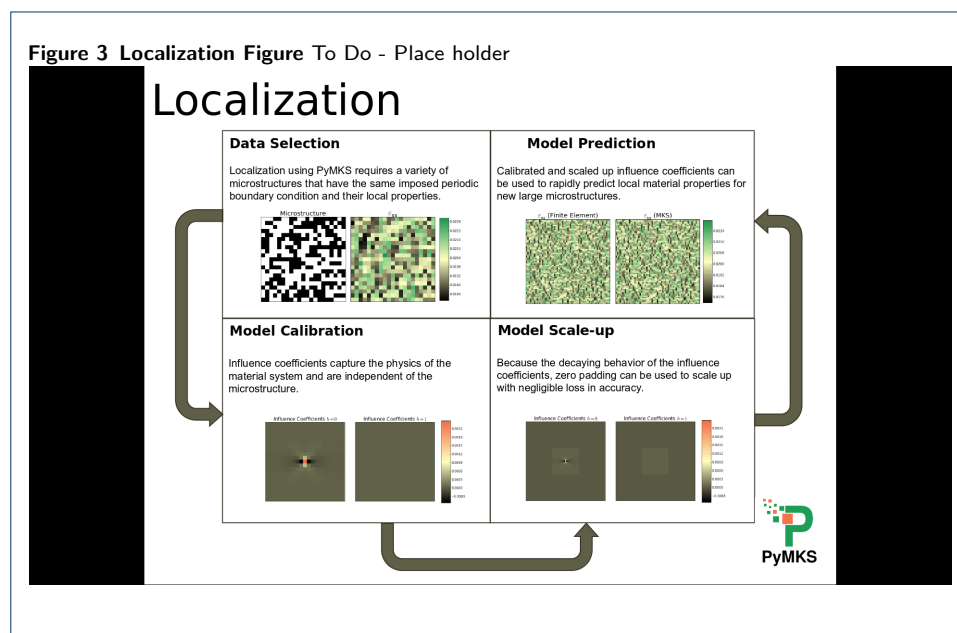 Figure 3 Localization Figure To Do - Place holder
Localization
Data Selection
Localization using PyMKS requires a variety of
microstructures that have the same imposed periodic
boundary condition and their local properties.
Microstructure
Model Prediction
Calibrated and scaled up influence coefficients can
be used to rapidly predict local material properties for
new large microstructures.
(Finite Element)
(MKS)
Model Calibration
Influence coefficients capture the physics of the
material system and are independent of the
microstructure.
Influence Coefficients h = 0
Influence Coefficients h = 1
Model Scale-up
Because the decaying behavior of the influence
coefficients, zero padding can be used to scale up
with negligible loss in accuracy.
Influence Coefficients h = 0
Influence Coefficients h = 1
PyMKS